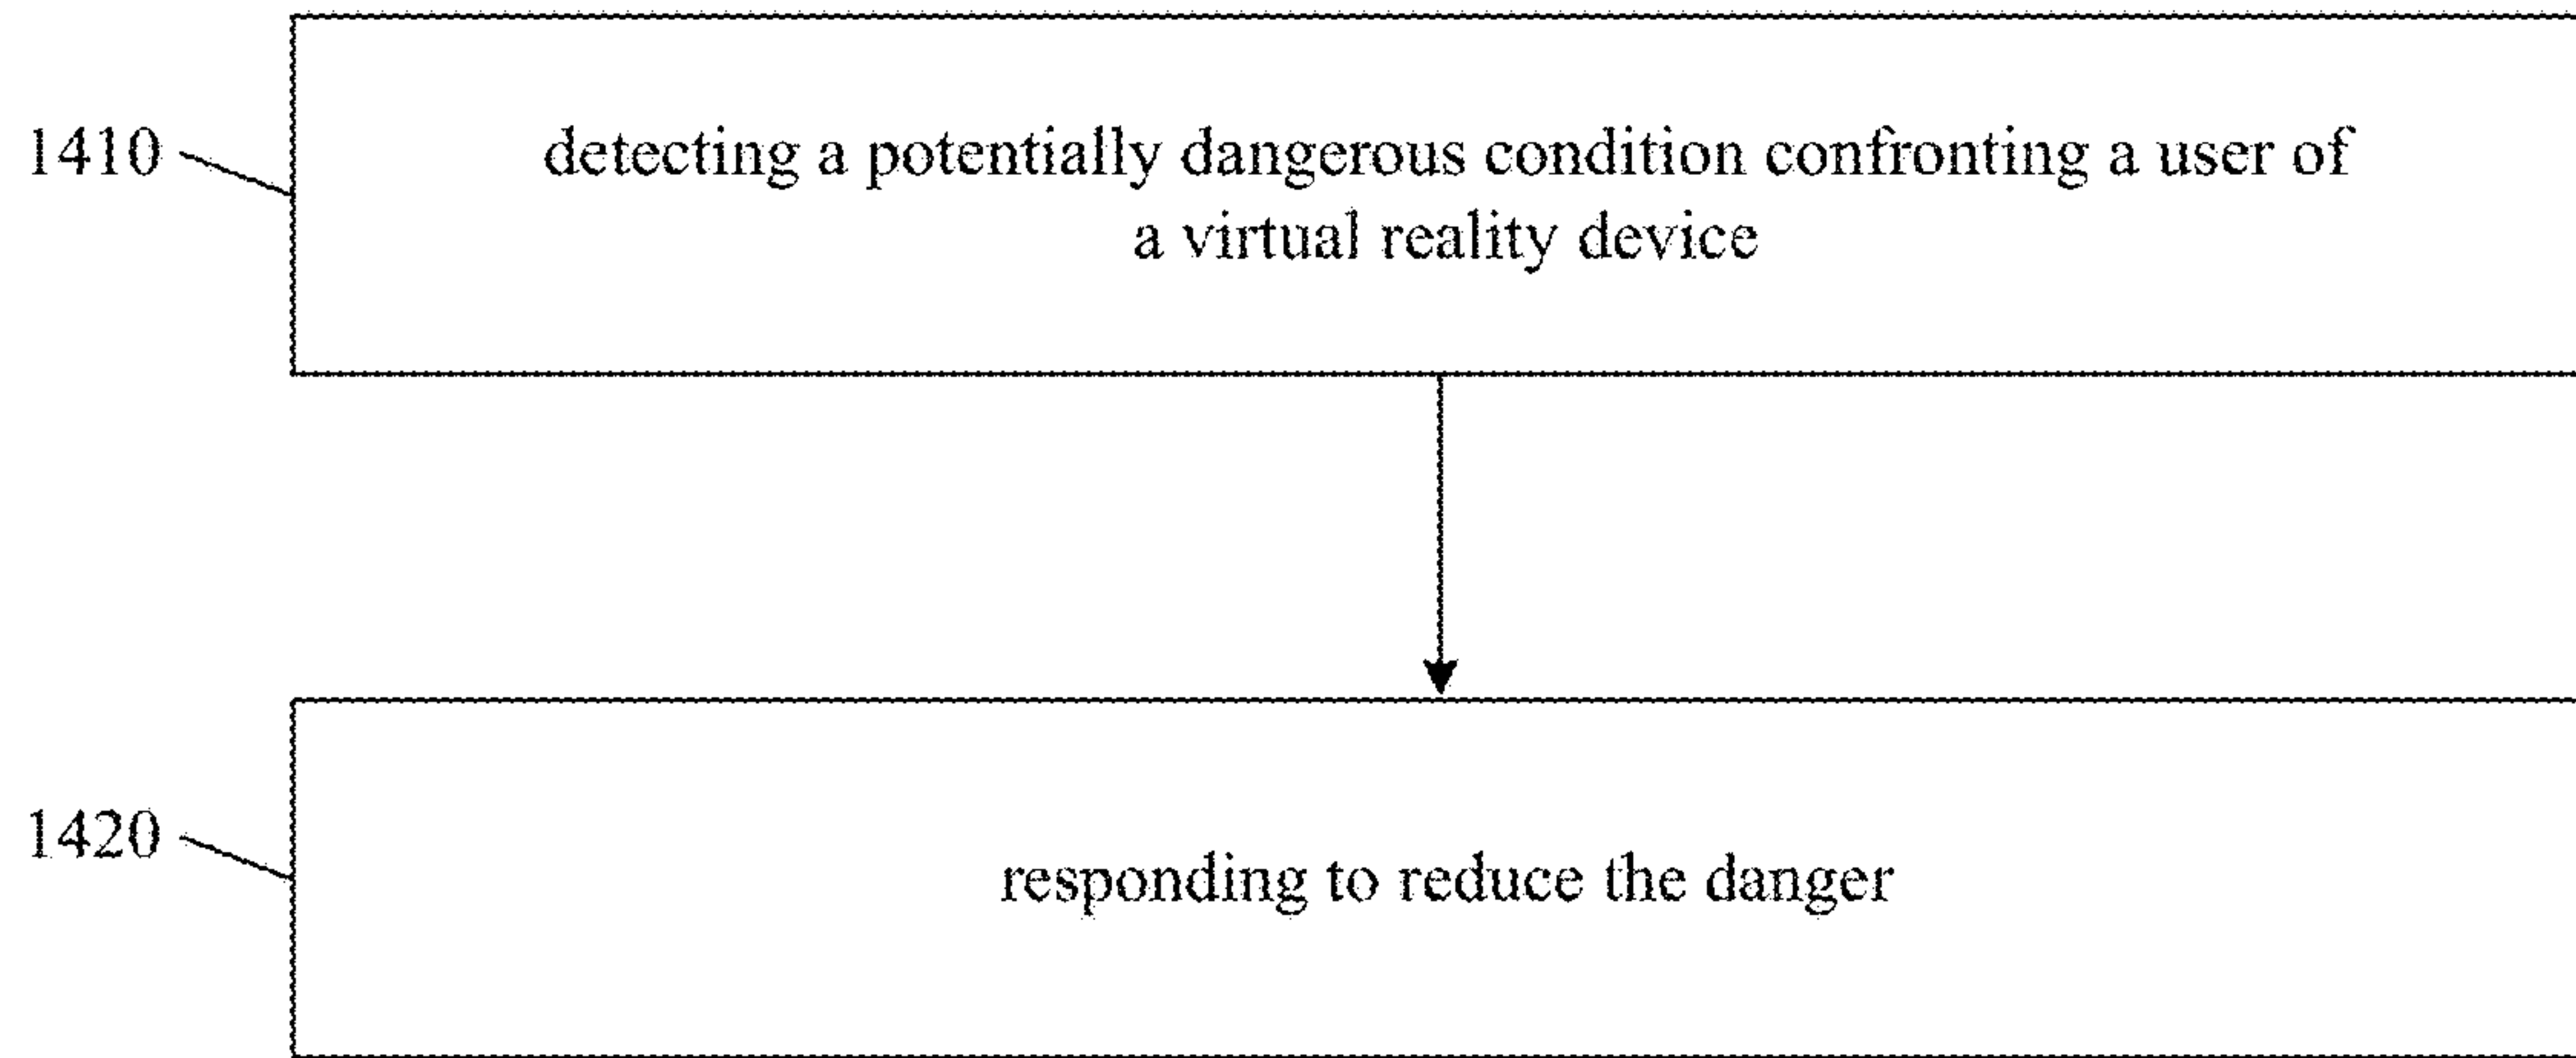 1410
detecting a potentially dangerous condition confronting a user of
a virtual reality device
1420
responding to reduce the danger